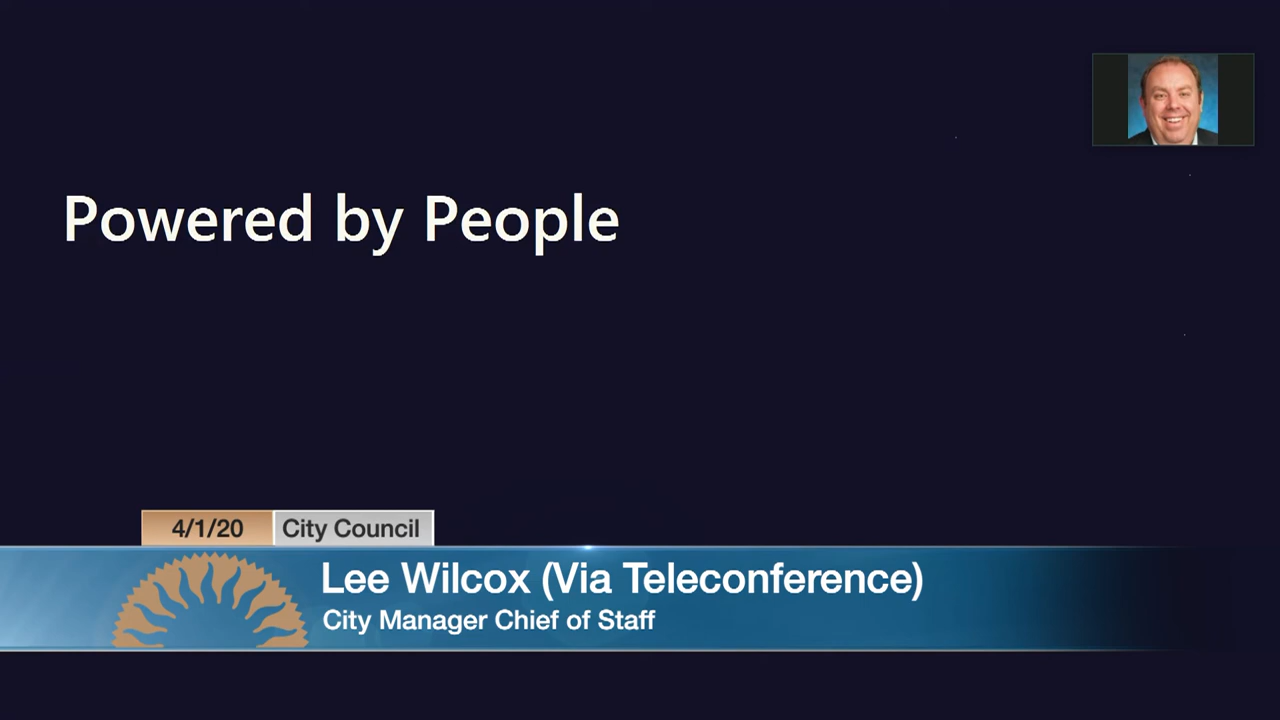 Powered by People
4/1/20
City Council
Lee Wilcox (Via Teleconference)
City Manager Chief of Staff